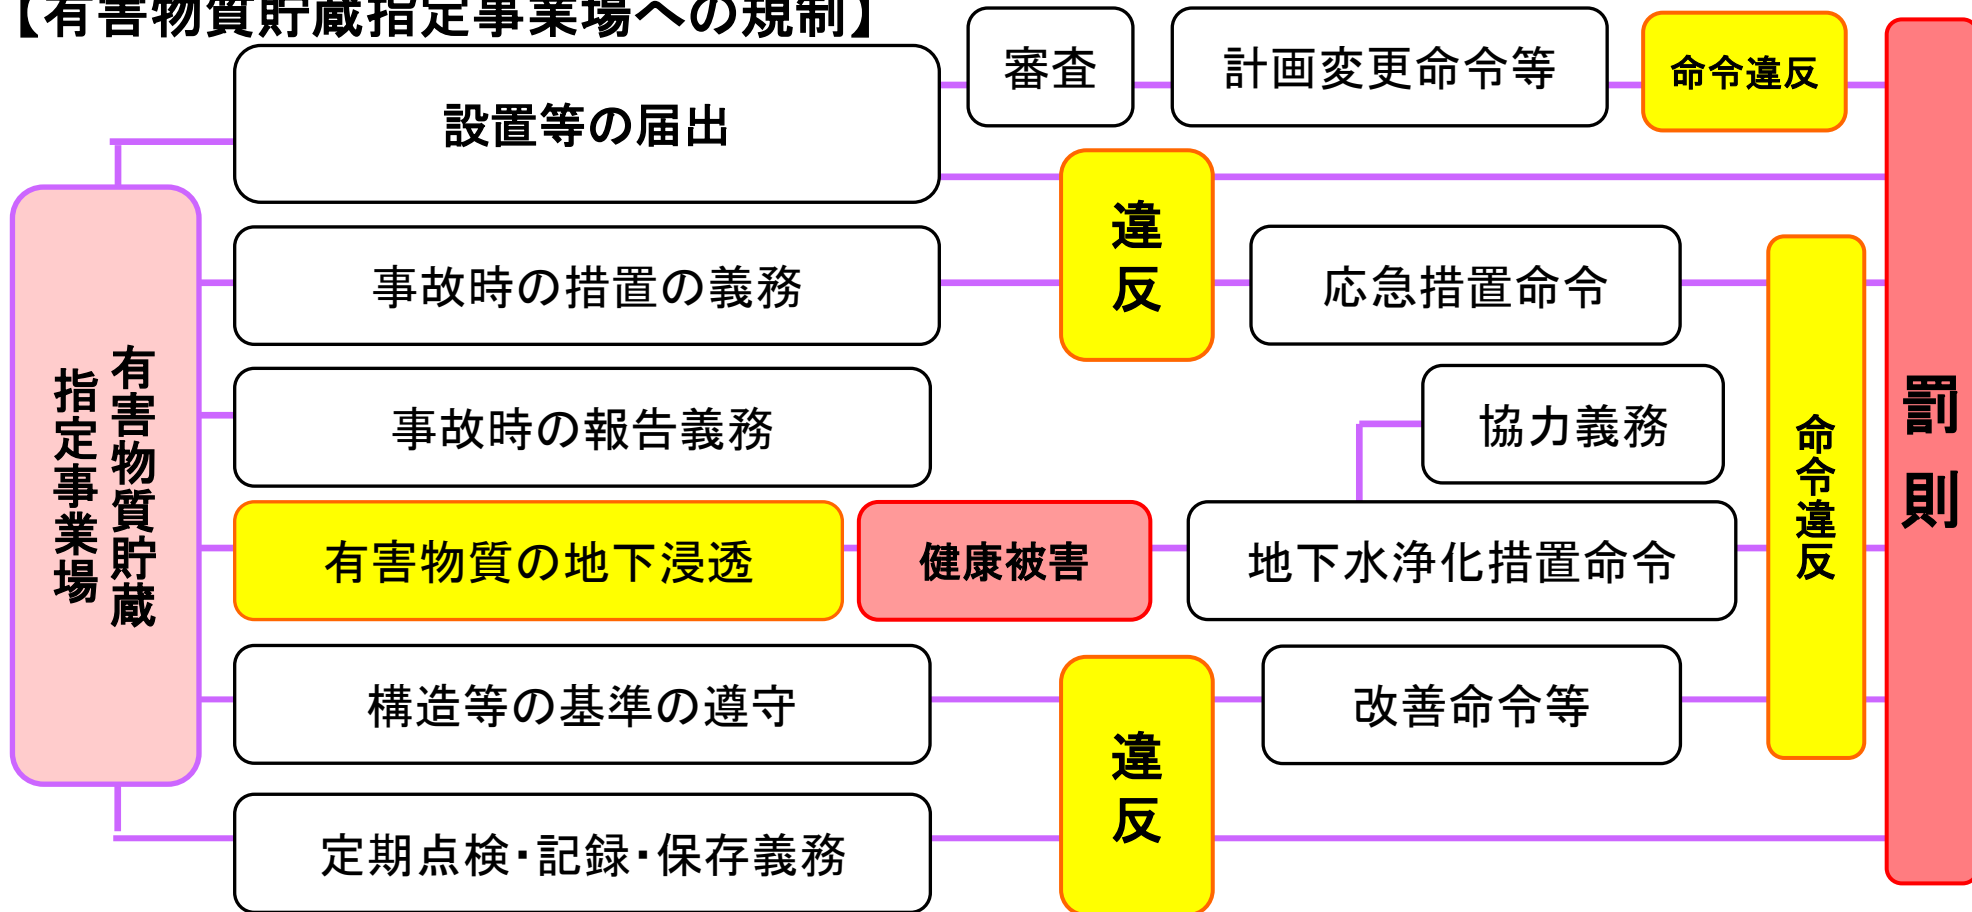 【有害物質貯蔵指定事業場への規制】
設置等の届出
審査
計画変更命令等
命令違反
違反
事故時の措置の義務
応急措置命令
事故時の報告義務
協力義務
有害物質貯蔵
指定事業場
有害物質の地下浸透
健康被害
地下水浄化措置命令
命令違反
罰則
構造等の基準の遵守
違反
改善命令等
定期点検・記録・保存義務